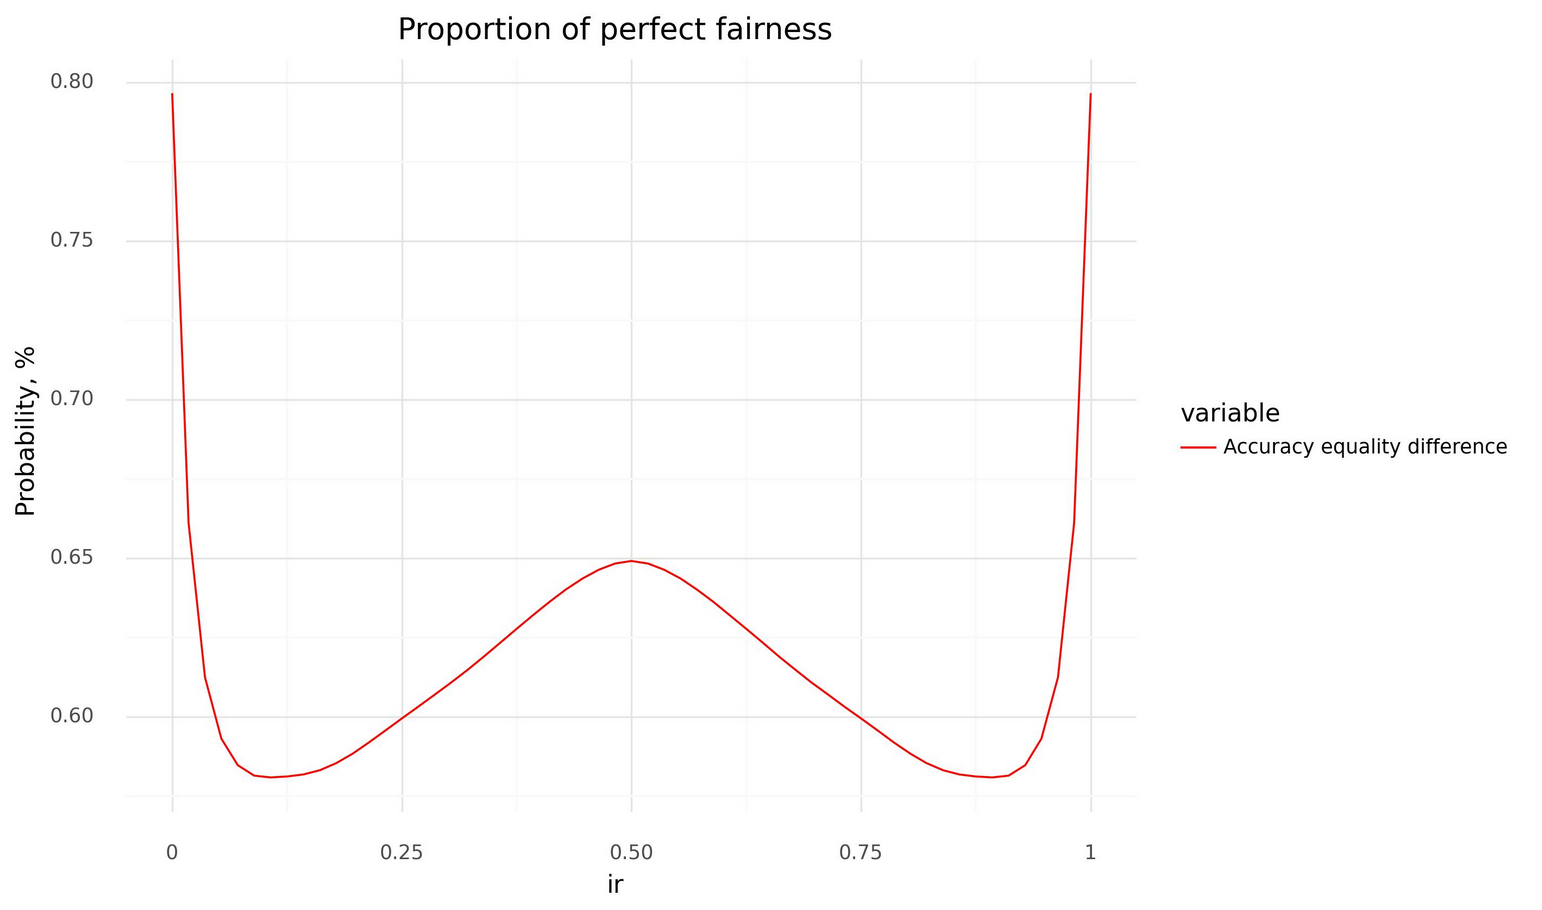 Proportion of perfect fairness
Probability, %
0.80
0.75
0.70
0.65
0.60
0
0.25
0.50
0.75
1
ir
variable
Accuracy equality difference